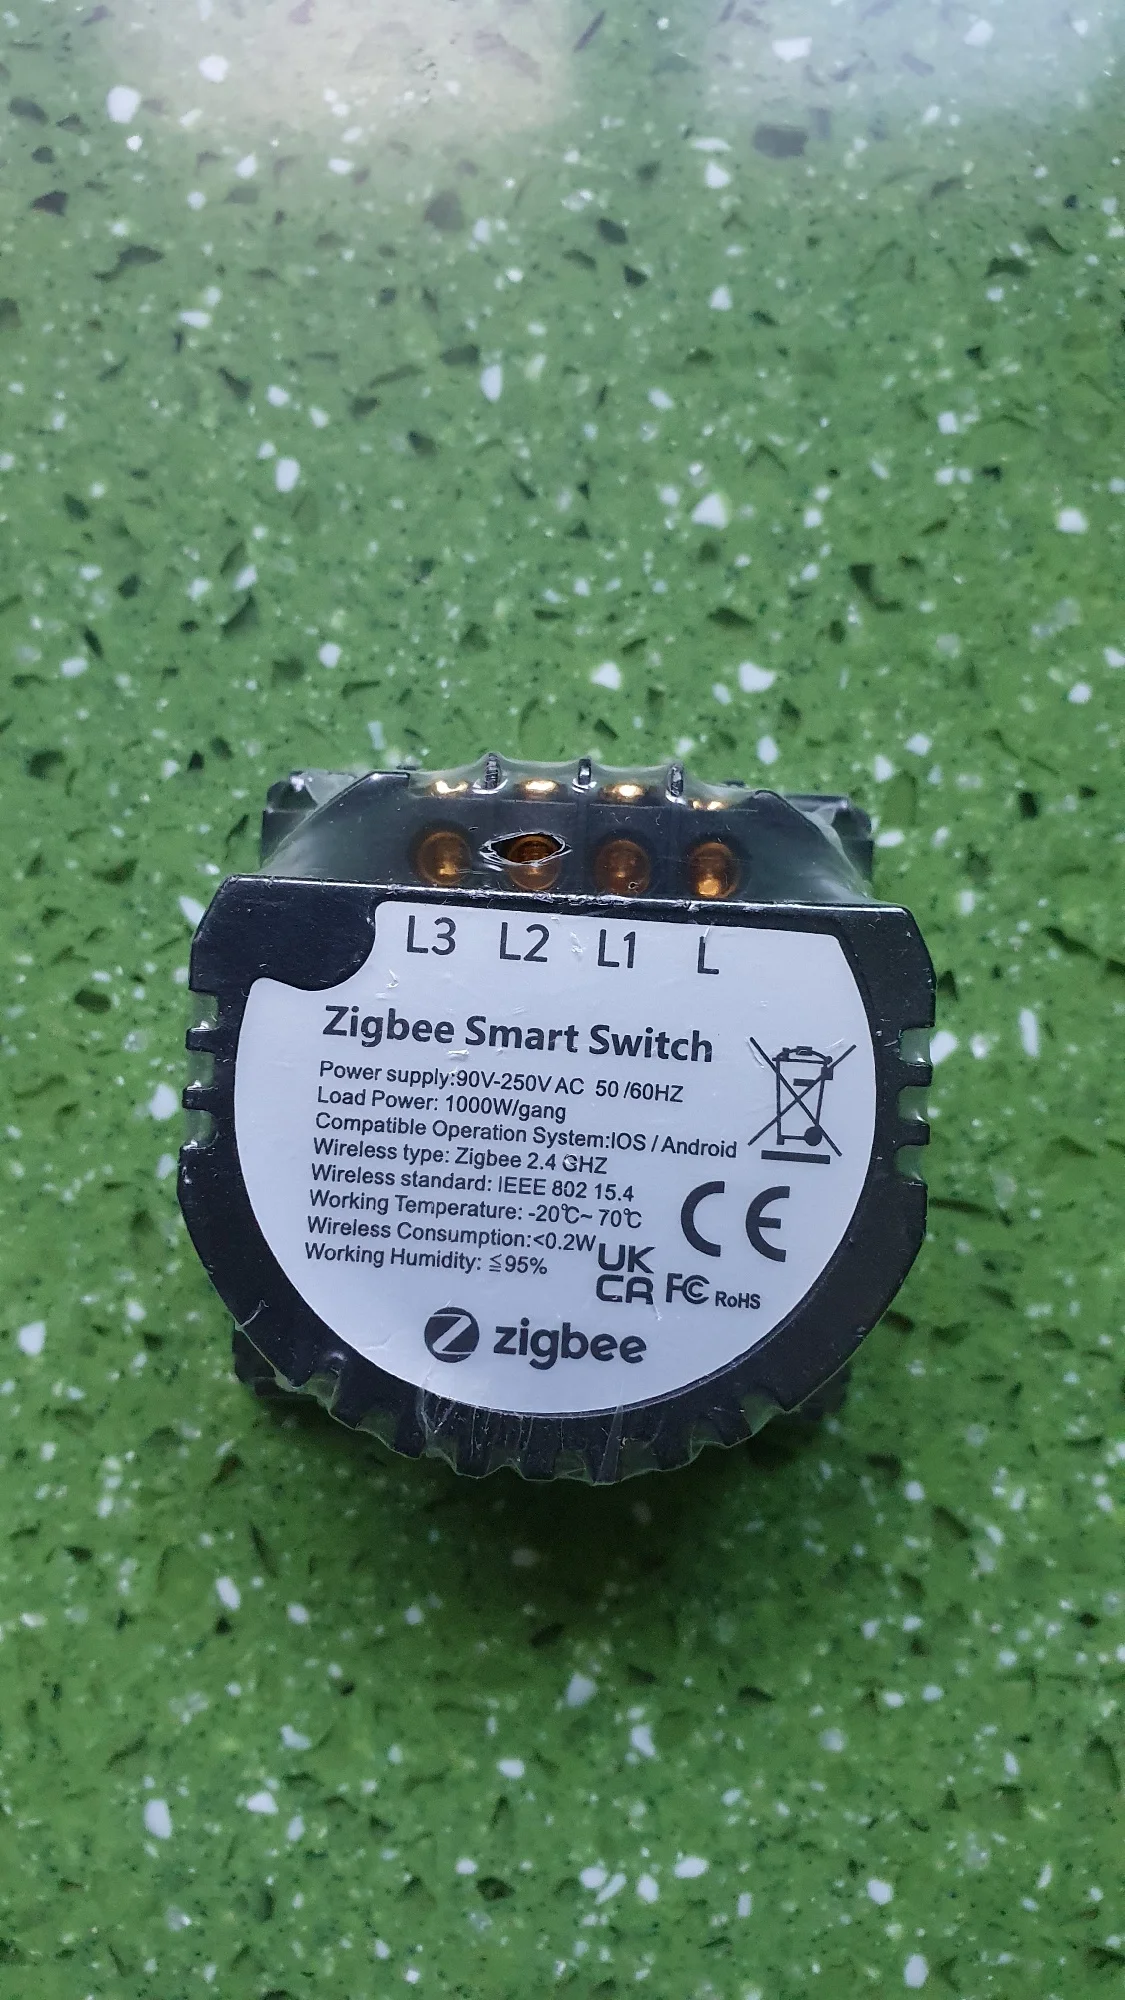 L3 L2 L1 L
Zigbee Smart Switch
Power supply:90V-250V AC 50 /60HZ
Load Power: 1000W/gang
Compatible Operation System:IOS / Android
Wireless type: Zigbee 2.4 GHZ
Wireless standard: IEEE 802 15.4
Working Temperature: -20℃~ 70℃
Wireless Consumption:<0.2W
Working Humidity: ≦95%
CE
UK
CA FC RoHS
zigbee